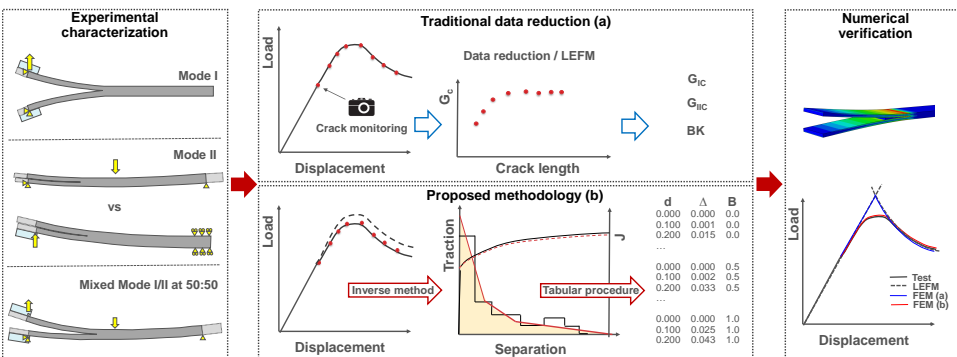 Experimental
characterization
Mode I
Mode II
vs
Mixed Mode I/II at 50:50
Traditional data reduction (a)
Load
Crack monitoring
Displacement
Data reduction / LEFM
Gc
Crack length
GIC
GIIC
BK
Proposed methodology (b)
Load
Displacement
Inverse method
Traction
J
Separation
Tabular procedure
d Δ B
0.000 0.000 0.0
0.100 0.001 0.0
0.200 0.015 0.0
...
0.000 0.000 0.5
0.100 0.002 0.5
0.200 0.033 0.5
...
0.000 0.000 1.0
0.100 0.025 1.0
0.200 0.043 1.0
Numerical
verification
Load
Test
LEFM
FEM (a)
FEM (b)
Displacement